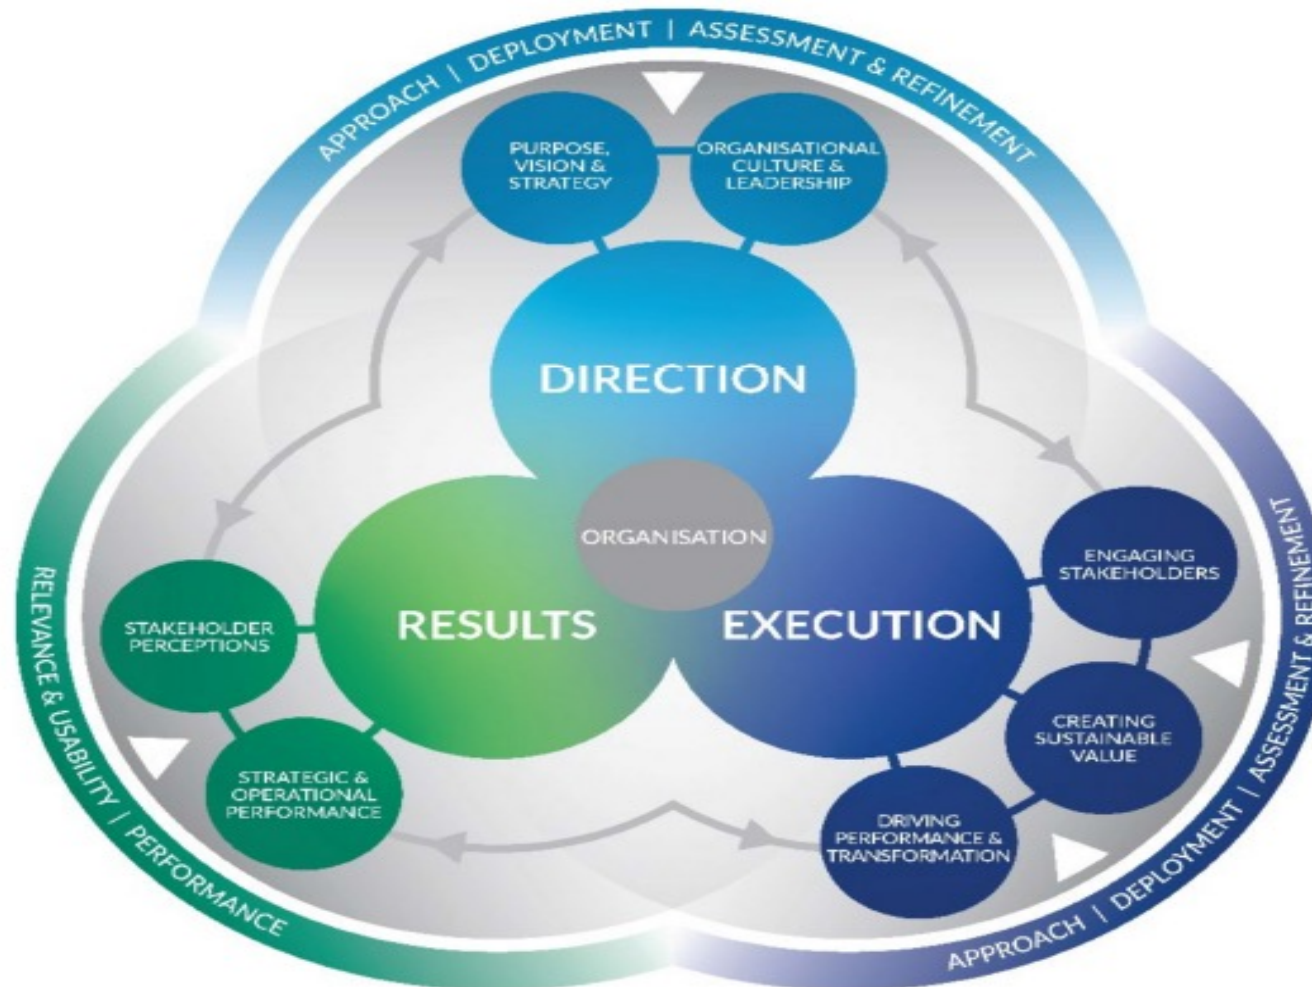 APPROACH | DEPLOYMENT | ASSESSMENT & REFINEMENT
PURPOSE,
VISION &
STRATEGY
ORGANISATIONAL
CULTURE &
LEADERSHIP
DIRECTION
ORGANISATION
RESULTS
EXECUTION
ENGAGING
STAKEHOLDERS
CREATING
SUSTAINABLE
VALUE
DRIVING
PERFORMANCE &
TRANSFORMATION
STAKEHOLDER
PERCEPTIONS
STRATEGIC &
OPERATIONAL
PERFORMANCE
RELEVANCE & USABILITY | PERFORMANCE
APPROACH | DEPLOYMENT | ASSESSMENT & REFINEMENT